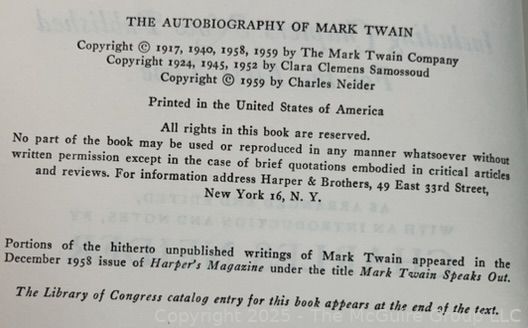 THE AUTOBIOGRAPHY OF MARK TWAIN
Copyright © 1917, 1940, 1958, 1959 by The Mark Twain Company
Copyright 1924, 1945, 1952 by Clara Clemens Samossoud
Copyright © 1959 by Charles Neider
Printed in the United States of America
All rights in this book are reserved.
No part of the book may be used or reproduced in any manner whatsoever without
written permission except in the case of brief quotations embodied in critical articles
and reviews. For information address Harper & Brothers, 49 East 33rd Street,
New York 16, N. Y.
Portions of the hitherto unpublished writings of Mark Twain appeared in the
December 1958 issue of Harper's Magazine under the title Mark Twain Speaks Out.
The Library of Congress catalog entry for this book appears at the end of the text.
Copyright 2025 - The McGuire Group LLC